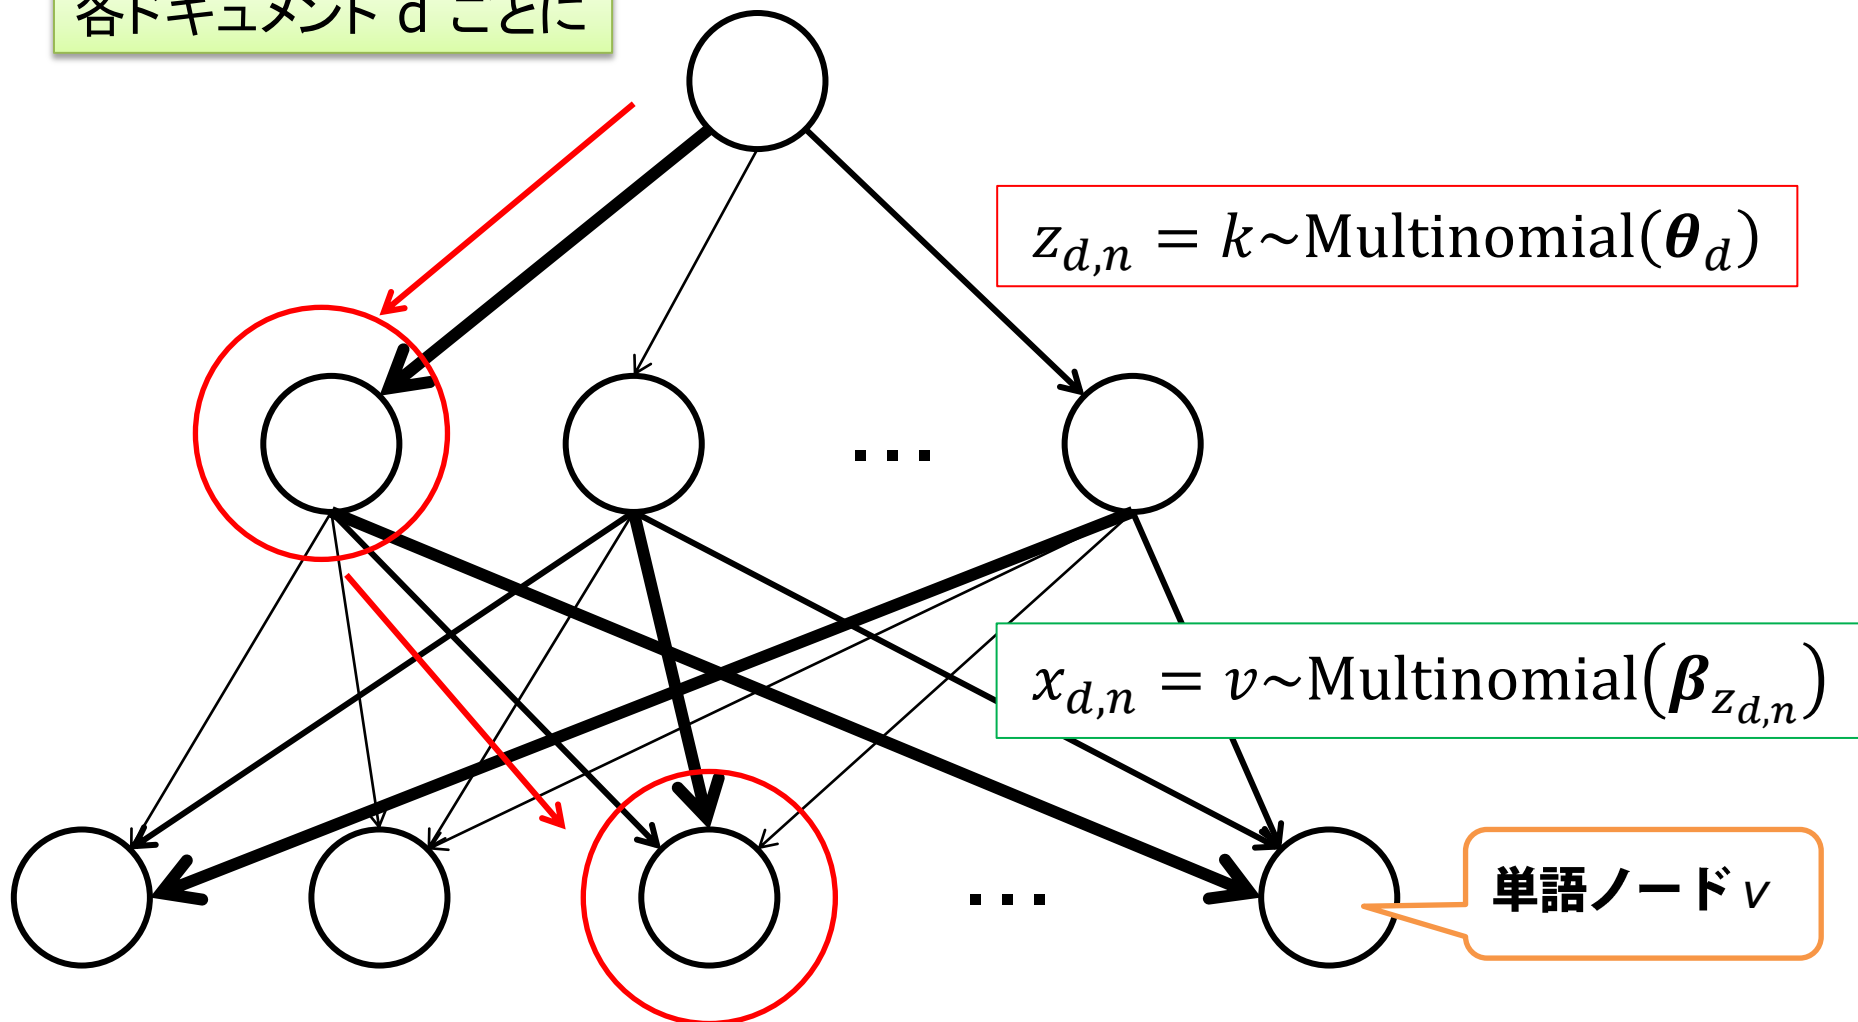 各ドキュメント d ごとに
z_{d,n} = k~Multinomial(θ_d)
x_{d,n} = v~Multinomial(β_{z_{d,n}})
...
...
単語ノード v